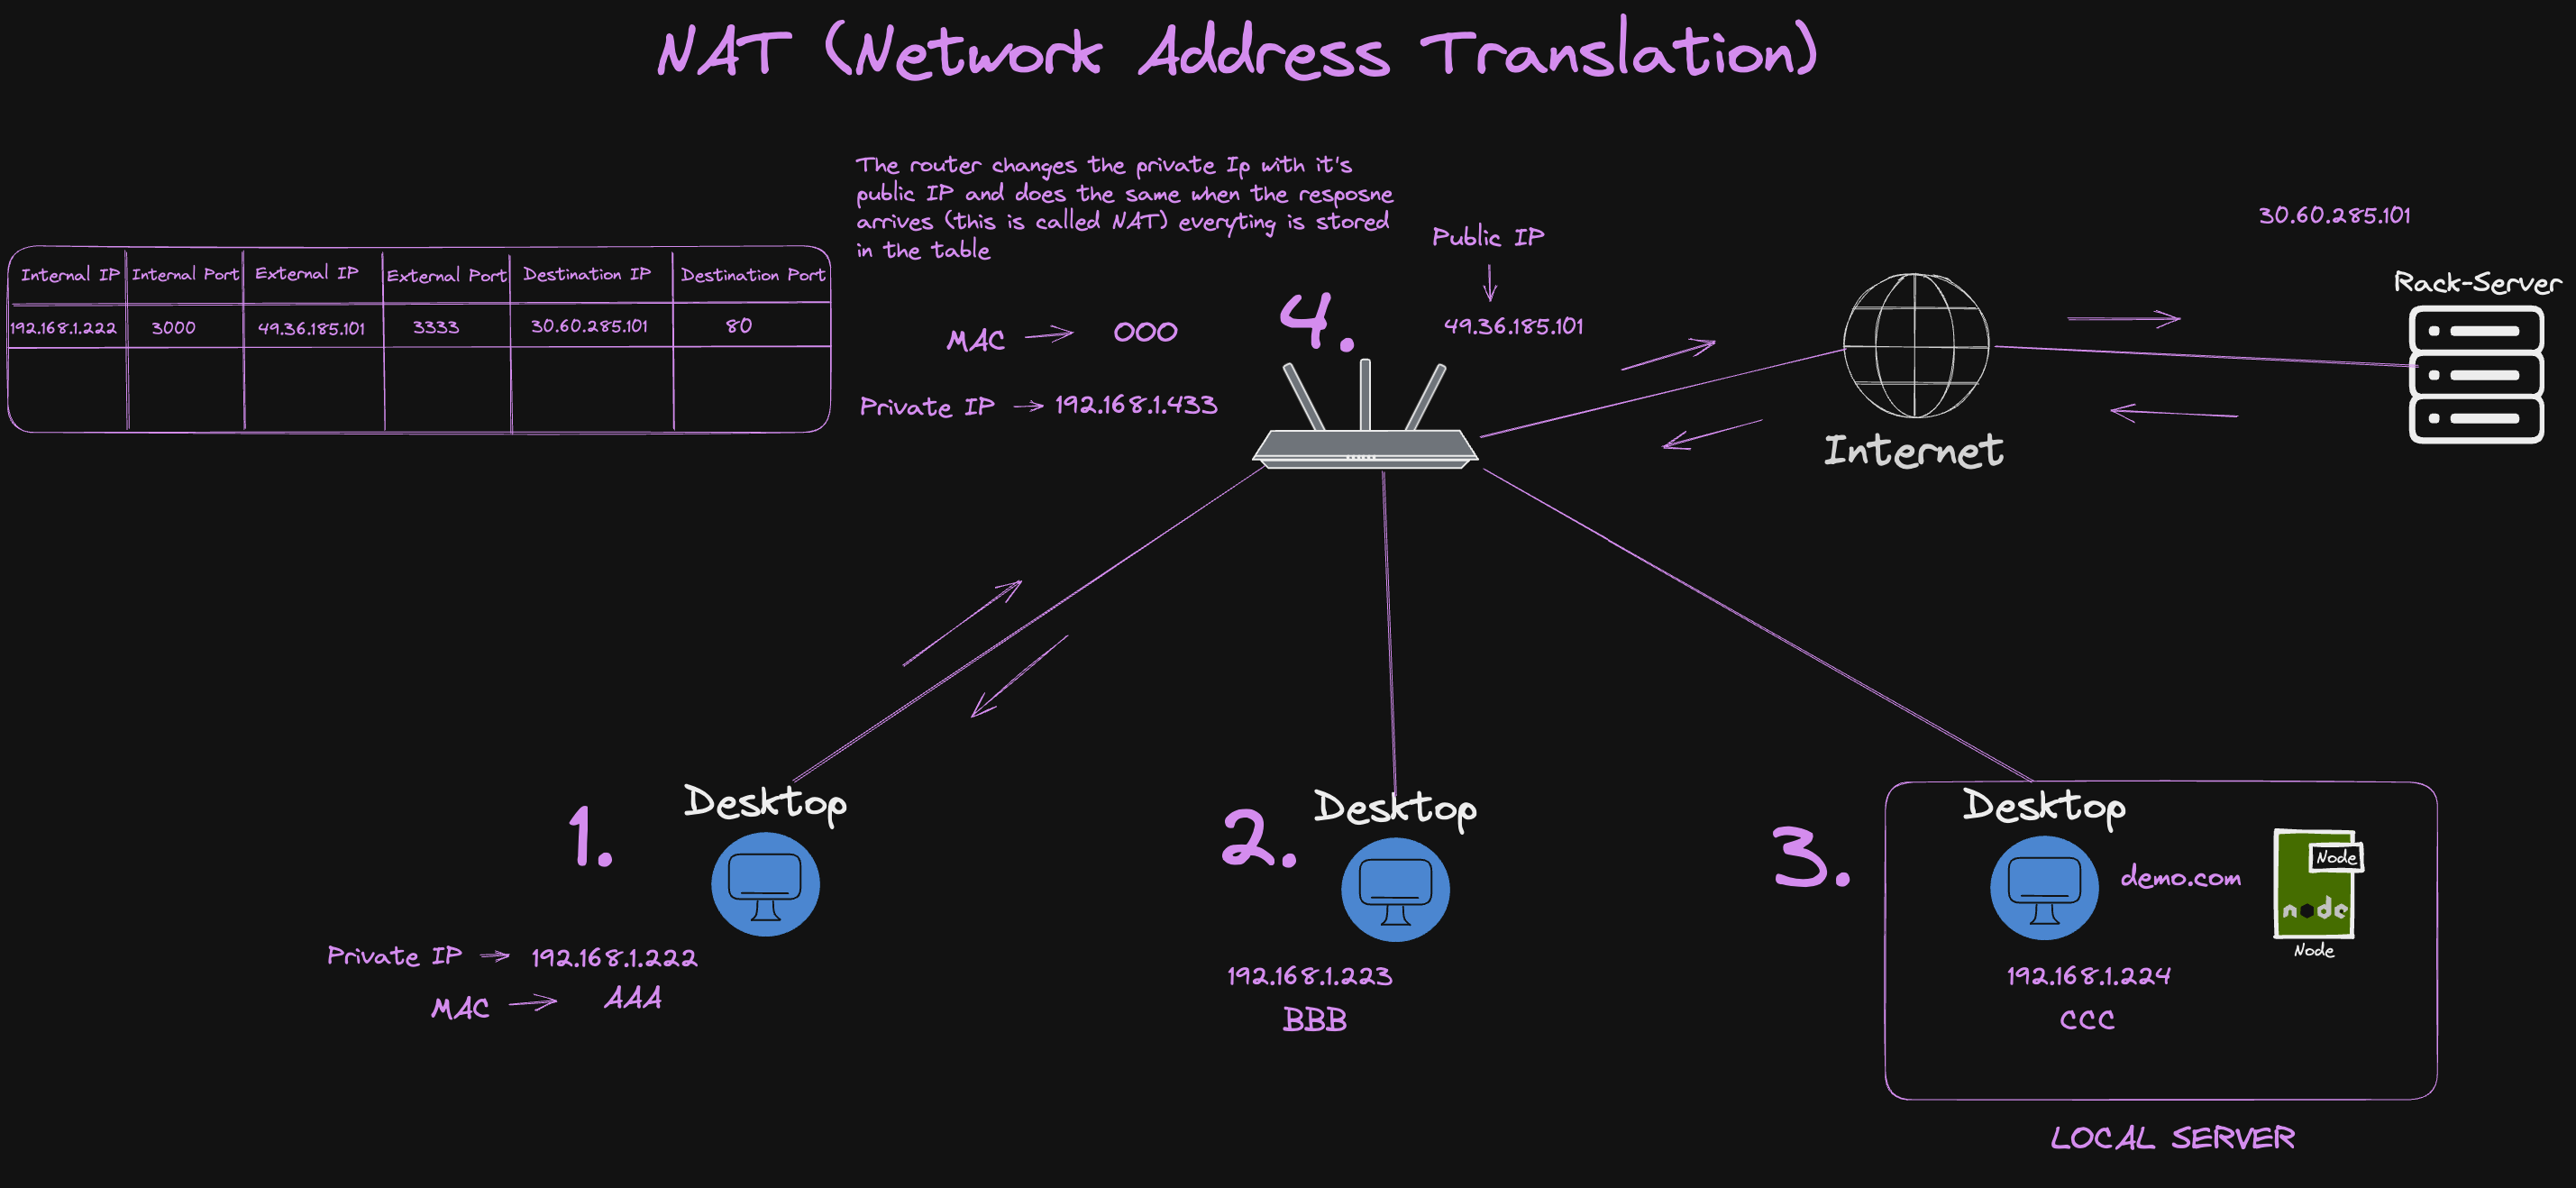 NAT (Network Address Translation)
The router changes the private Ip with it's
public IP and does the same when the resposne
arrives (this is called NAT) everyting is stored
in the table
Internal IP Internal Port External IP External Port Destination IP Destination Port
192.168.1.222 3000 49.36.185.101 3333 30.60.285.101 80
MAC 000
Private IP 192.168.1.433
4.
Public IP
49.36.185.101
Internet
30.60.285.101
Rack-Server
1.
Desktop
Private IP 192.168.1.222
MAC AAA
2.
Desktop
192.168.1.223
BBB
3.
Desktop
demo.com
192.168.1.224
CCC
Node
node
Node
LOCAL SERVER